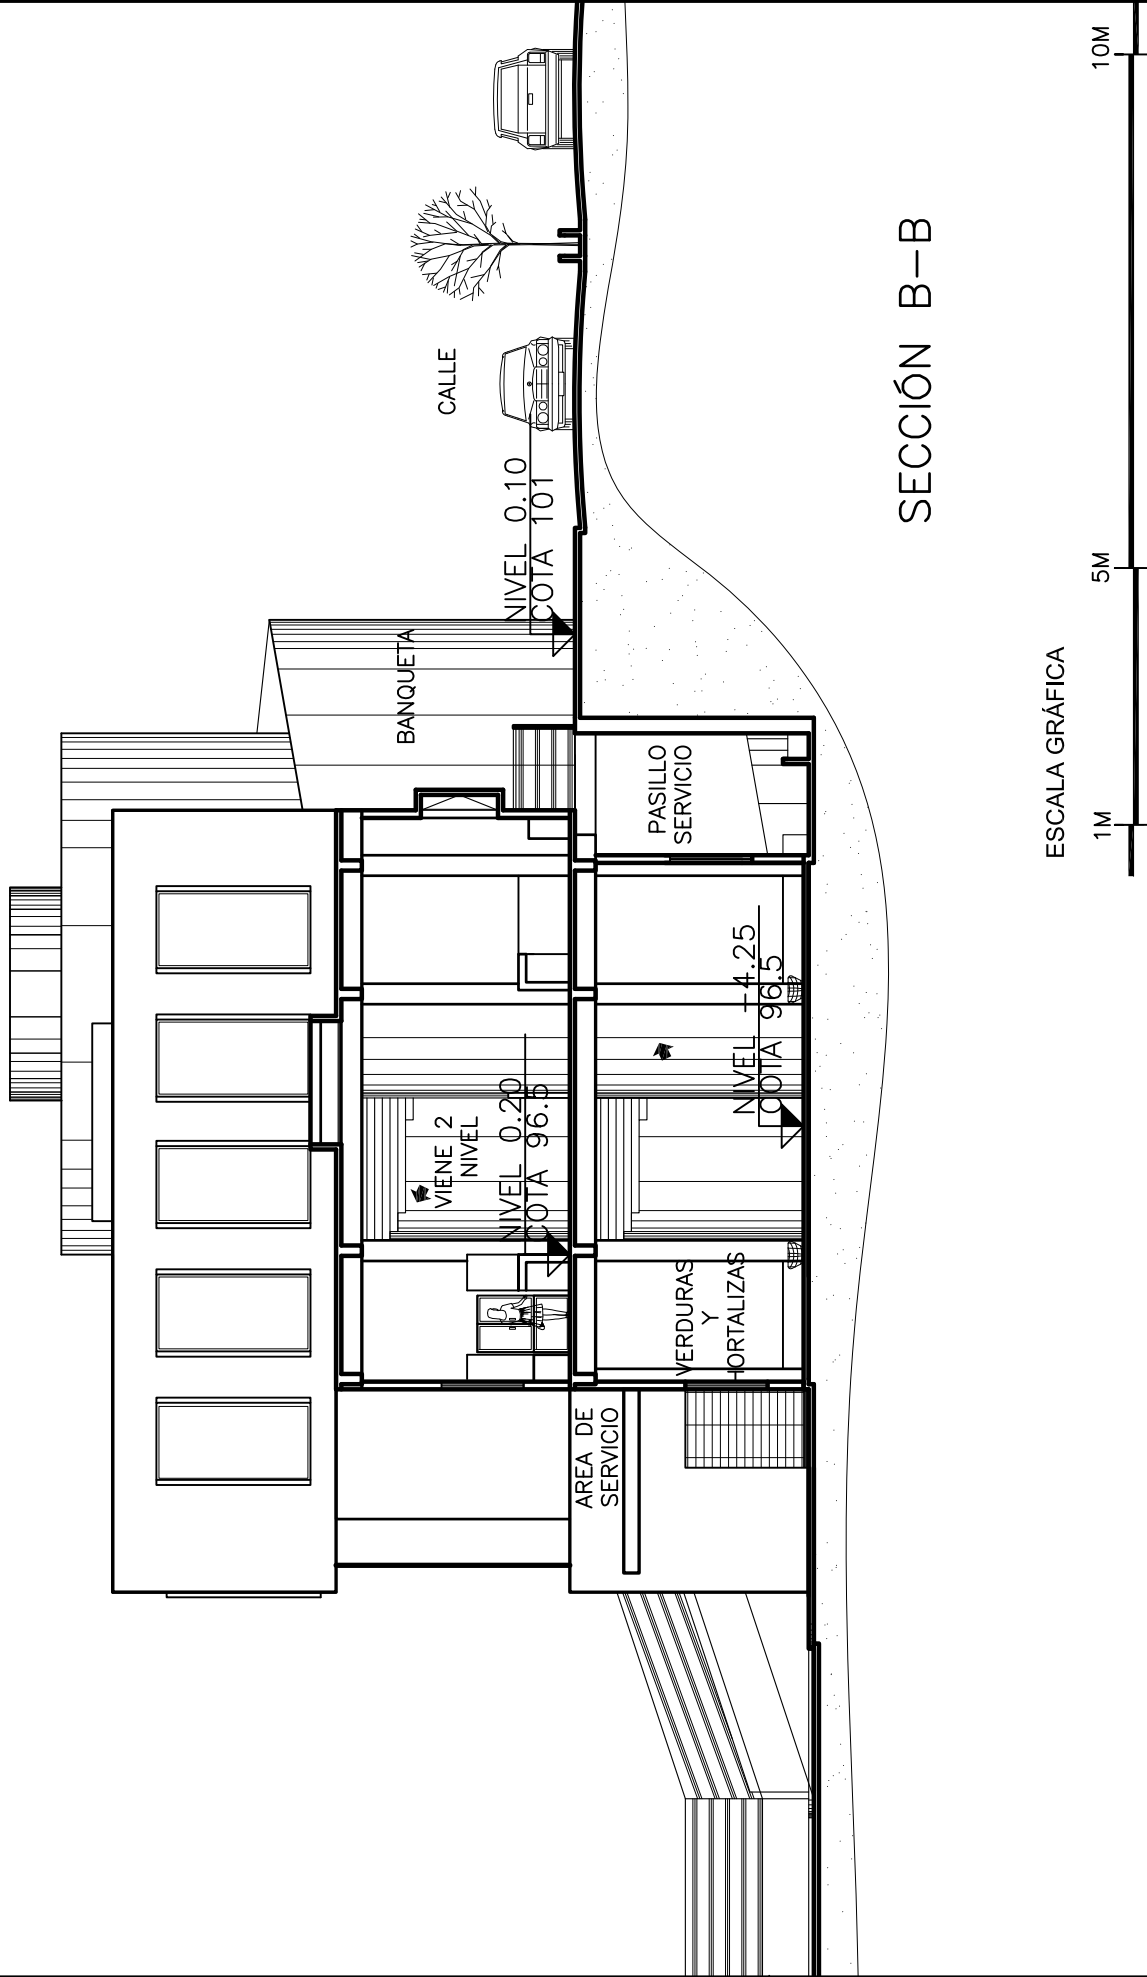 CALLE
NIVEL 0.10
COTA 101
BANQUETA
PASILLO
SERVICIO
NIVEL -4.25
COTA 96.5
VIENE 2
NIVEL
NIVEL 0.20
COTA 96.5
VERDURAS
Y
HORTALIZAS
AREA DE
SERVICIO
SECCIÓN B-B
ESCALA GRÁFICA
1M
5M
10M